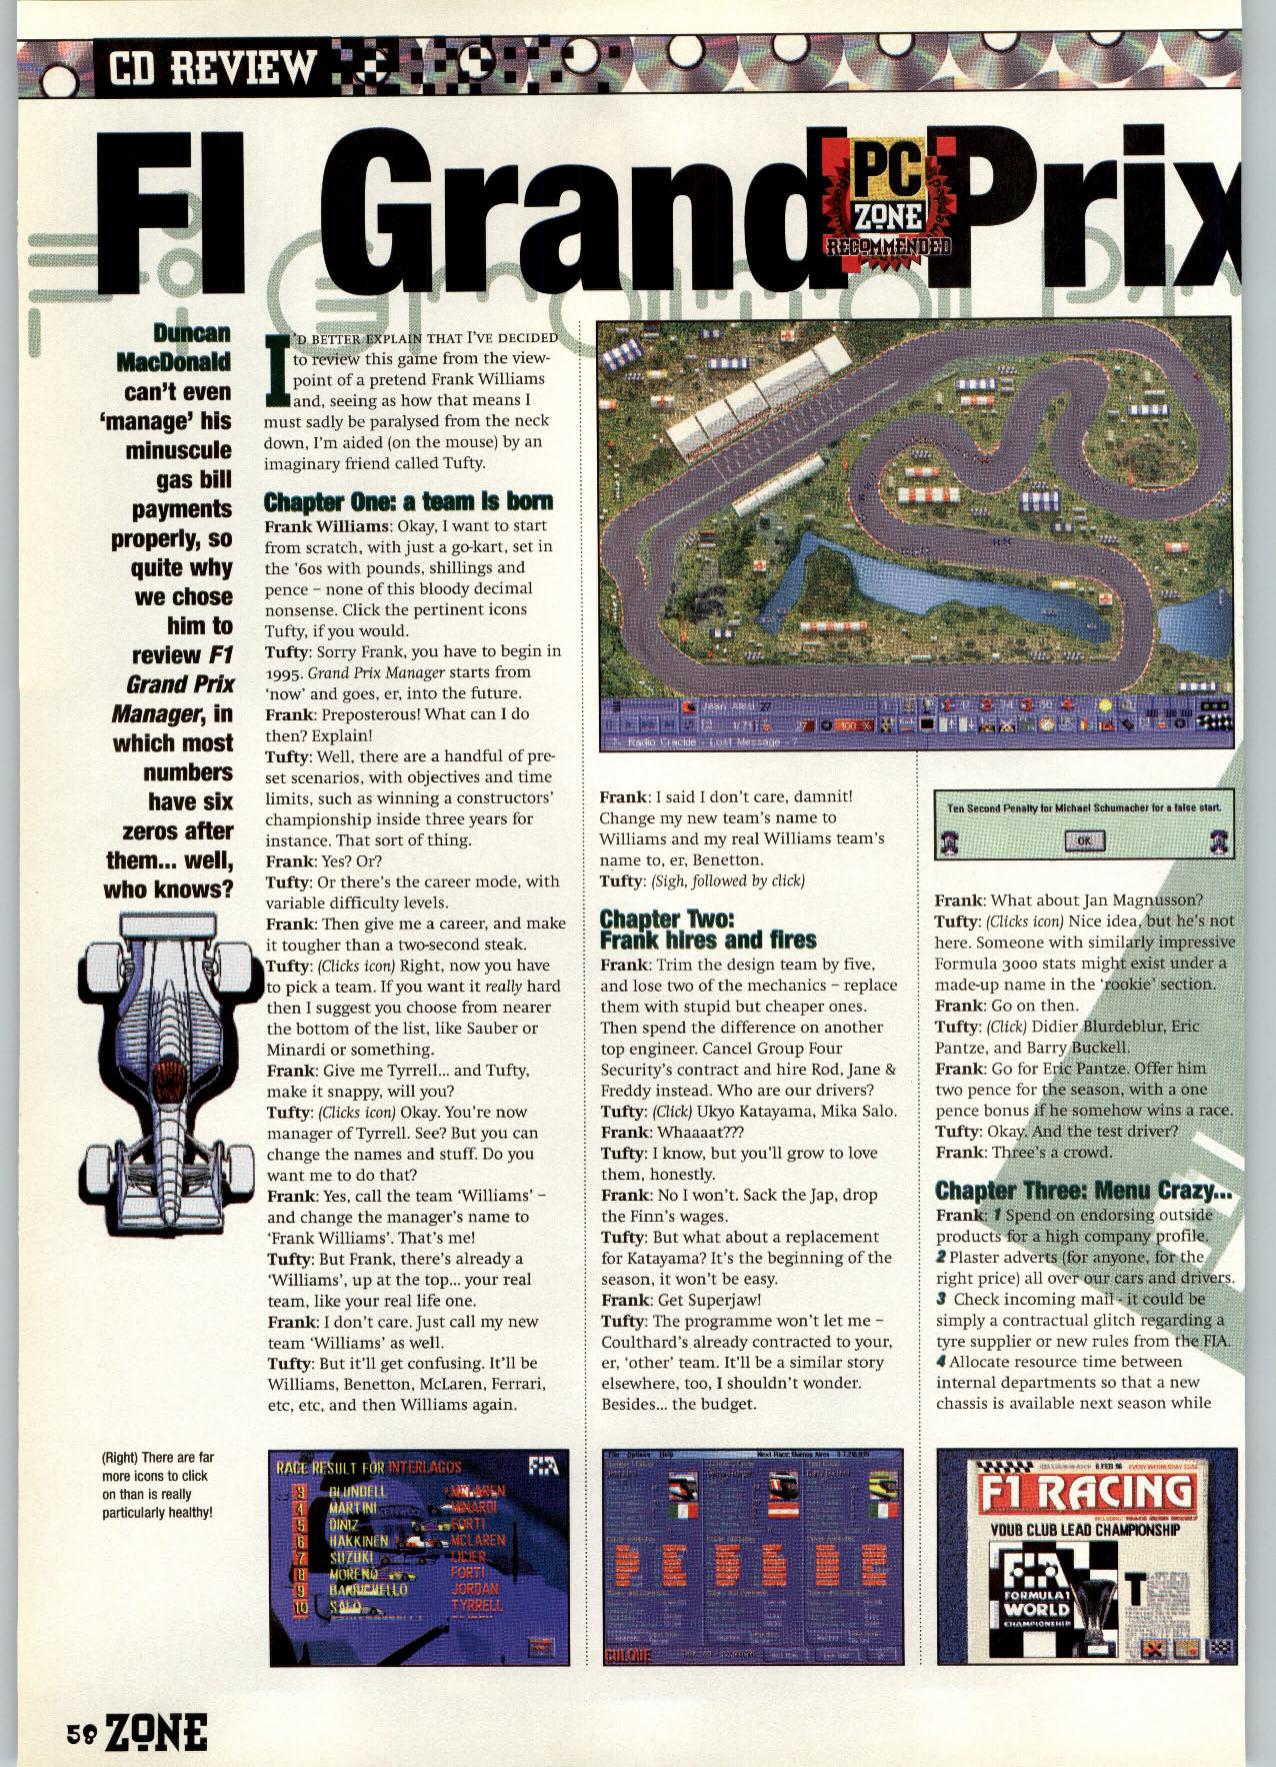 CD REVIEW
F1 Grand Prix
PC
ZONE
RECOMMENDED
Duncan
MacDonald
can't even
'manage' his
minuscule
gas bill
payments
properly, so
quite why
we chose
him to
review F1
Grand Prix
Manager, in
which most
numbers
have six
zeros after
them... well,
who knows?
I'D BETTER EXPLAIN THAT I'VE DECIDED
to review this game from the view-
point of a pretend Frank Williams
and, seeing as how that means I
must sadly be paralysed from the neck
down, I'm aided (on the mouse) by an
imaginary friend called Tufty.
Chapter One: a team is born
Frank Williams: Okay, I want to start
from scratch, with just a go-kart, set in
the '60s with pounds, shillings and
pence – none of this bloody decimal
nonsense. Click the pertinent icons
Tufty, if you would.
Tufty: Sorry Frank, you have to begin in
1995. Grand Prix Manager starts from
'now' and goes, er, into the future.
Frank: Preposterous! What can I do
then? Explain!
Tufty: Well, there are a handful of pre-
set scenarios, with objectives and time
limits, such as winning a constructors'
championship inside three years for
instance. That sort of thing.
Frank: Yes? Or?
Tufty: Or there's the career mode, with
variable difficulty levels.
Frank: Then give me a career, and make
it tougher than a two-second steak.
Tufty: (Clicks icon) Right, now you have
to pick a team. If you want it really hard
then I suggest you choose from nearer
the bottom of the list, like Sauber or
Minardi or something.
Frank: Give me Tyrrell... and Tufty,
make it snappy, will you?
Tufty: (Clicks icon) Okay. You're now
manager of Tyrrell. See? But you can
change the names and stuff. Do you
want me to do that?
Frank: Yes, call the team 'Williams' –
and change the manager's name to
'Frank Williams'. That's me!
Tufty: But Frank, there's already a
'Williams', up at the top... your real
team, like your real life one.
Frank: I don't care. Just call my new
team 'Williams' as well.
Tufty: But it'll get confusing. It'll be
Williams, Benetton, McLaren, Ferrari,
etc, etc, and then Williams again.
Jean Alesi 27
1/71
100 %
Radio Crackle - Lost Message -
Frank: I said I don't care, damnit!
Change my new team's name to
Williams and my real Williams team's
name to, er, Benetton.
Tufty: (Sigh, followed by click)
Chapter Two:
Frank hires and fires
Frank: Trim the design team by five,
and lose two of the mechanics – replace
them with stupid but cheaper ones.
Then spend the difference on another
top engineer. Cancel Group Four
Security's contract and hire Rod, Jane &
Freddy instead. Who are our drivers?
Tufty: (Click) Ukyo Katayama, Mika Salo.
Frank: Whaaaat???
Tufty: I know, but you'll grow to love
them, honestly.
Frank: No I won't. Sack the Jap, drop
the Finn's wages.
Tufty: But what about a replacement
for Katayama? It's the beginning of the
season, it won't be easy.
Frank: Get Superjaw!
Tufty: The programme won't let me –
Coulthard's already contracted to your,
er, 'other' team. It'll be a similar story
elsewhere, too, I shouldn't wonder.
Besides... the budget.
Ten Second Penalty for Michael Schumacher for a false start.
OK
Frank: What about Jan Magnusson?
Tufty: (Clicks icon) Nice idea, but he's not
here. Someone with similarly impressive
Formula 3000 stats might exist under a
made-up name in the 'rookie' section.
Frank: Go on then.
Tufty: (Click) Didier Blurdeblur, Eric
Pantze, and Barry Buckell.
Frank: Go for Eric Pantze. Offer him
two pence for the season, with a one
pence bonus if he somehow wins a race.
Tufty: Okay. And the test driver?
Frank: Three's a crowd.
Chapter Three: Menu Crazy...
Frank: 1 Spend on endorsing outside
products for a high company profile.
2 Plaster adverts (for anyone, for the
right price) all over our cars and drivers.
3 Check incoming mail - it could be
simply a contractual glitch regarding a
tyre supplier or new rules from the FIA.
4 Allocate resource time between
internal departments so that a new
chassis is available next season while
(Right) There are far
more icons to click
on than is really
particularly healthy!
RACE RESULT FOR INTERLAGOS
FIA
3 BLUNDELL MCLAREN
4 MARTINI MINARDI
5 DINIZ FORTI
6 HAKKINEN MCLAREN
7 SUZUKI LIGIER
8 MORENO FORTI
9 BARRICHELLO JORDAN
10 SALO TYRRELL
File Options Help Next Race: Buenos Aires
6 FEB 96 EVERY WEDNESDAY
F1 RACING
YOUR CLUB LEAD CHAMPIONSHIP
FIA
FORMULA 1
WORLD
CHAMPIONSHIP
T
58 ZONE